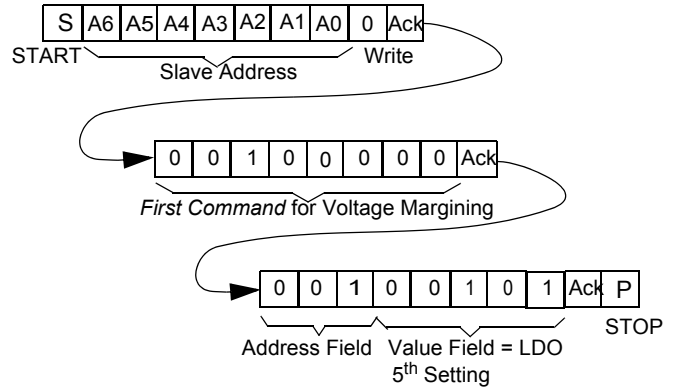 S A6 A5 A4 A3 A2 A1 A0 0 Ack
START Slave Address Write
0 0 1 0 0 0 0 0 Ack
First Command for Voltage Margining
0 0 1 0 0 1 0 1 Ack P
STOP
Address Field Value Field = LDO
5th Setting